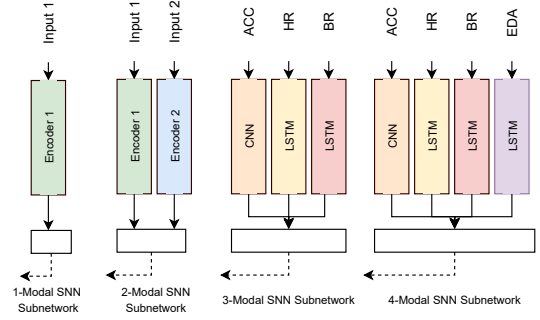 Input 1
Input 1
Input 2
ACC
HR
BR
ACC
HR
BR
EDA
Encoder 1
Encoder 1
Encoder 2
CNN
LSTM
LSTM
CNN
LSTM
LSTM
LSTM
1-Modal SNN
Subnetwork
2-Modal SNN
Subnetwork
3-Modal SNN Subnetwork
4-Modal SNN Subnetwork